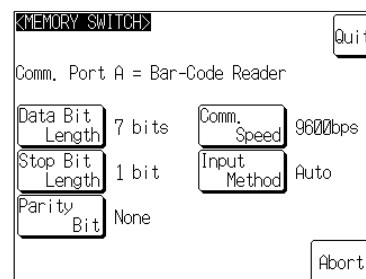 <MEMORY SWITCH>
Quit
Comm. Port A = Bar-Code Reader
Data Bit
Length
7 bits
Comm.
Speed
9600bps
Stop Bit
Length
1 bit
Input
Method
Auto
Parity
Bit
None
Abort